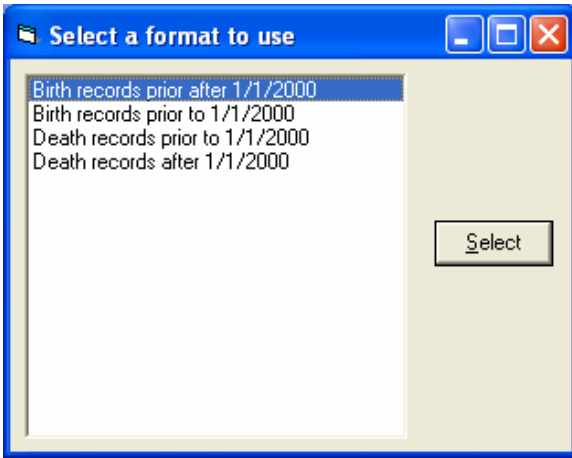 Select a format to use
Birth records prior after 1/1/2000
Birth records prior to 1/1/2000
Death records prior to 1/1/2000
Death records after 1/1/2000
Select